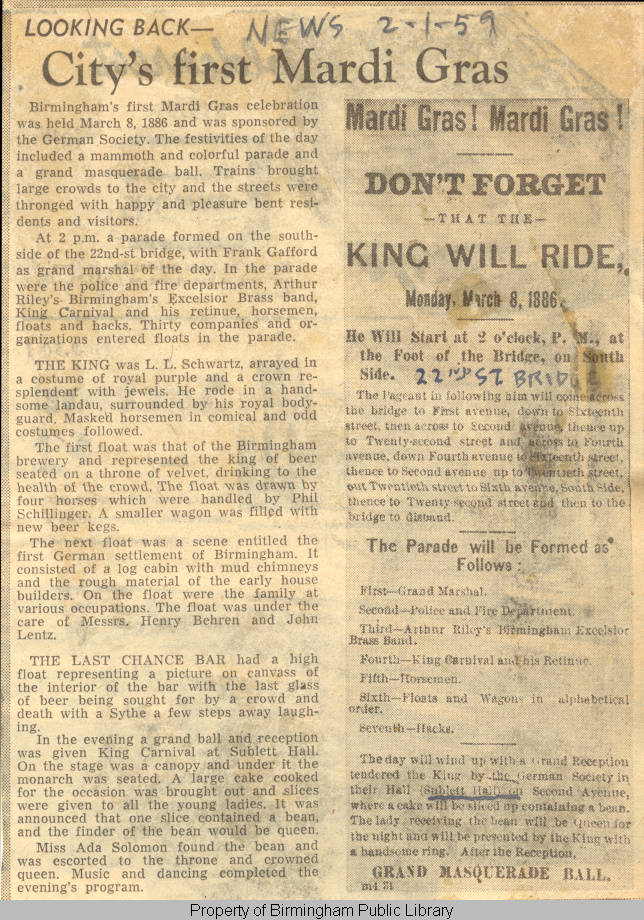 LOOKING BACK—
NEWS 2-1-59
City's first Mardi Gras
Birmingham's first Mardi Gras celebration
was held March 8, 1886 and was sponsored by
the German Society. The festivities of the day
included a mammoth and colorful parade and
a grand masquerade ball. Trains brought
large crowds to the city and the streets were
thronged with happy and pleasure bent resi-
dents and visitors.
At 2 p.m. a parade formed on the south-
side of the 22nd-st bridge, with Frank Gafford
as grand marshal of the day. In the parade
were the police and fire departments, Arthur
Riley's Birmingham's Excelsior Brass band,
King Carnival and his retinue, horsemen,
floats and hacks. Thirty companies and or-
ganizations entered floats in the parade.
THE KING was L. L. Schwartz, arrayed in
a costume of royal purple and a crown re-
splendent with jewels. He rode in a hand-
some landau, surrounded by his royal body-
guard. Masked horsemen in comical and odd
costumes followed.
The first float was that of the Birmingham
brewery and represented the king of beer
seated on a throne of velvet, drinking to the
health of the crowd. The float was drawn by
four horses which were handled by Phil
Schillinger. A smaller wagon was filled with
new beer kegs.
The next float was a scene entitled the
first German settlement of Birmingham. It
consisted of a log cabin with mud chimneys
and the rough material of the early house
builders. On the float were the family at
various occupations. The float was under the
care of Messrs. Henry Behren and John
Lentz.
THE LAST CHANCE BAR had a high
float representing a picture on canvass of
the interior of the bar with the last glass
of beer being sought for by a crowd and
death with a Sythe a few steps away laugh-
ing.
In the evening a grand ball and reception
was given King Carnival at Sublett Hall.
On the stage was a canopy and under it the
monarch was seated. A large cake cooked
for the occasion was brought out and slices
were given to all the young ladies. It was
announced that one slice contained a bean,
and the finder of the bean would be queen.
Miss Ada Solomon found the bean and
was escorted to the throne and crowned
queen. Music and dancing completed the
evening's program.
Mardi Gras! Mardi Gras!
DON'T FORGET
—THAT THE—
KING WILL RIDE,
Monday, March 8, 1886.
He Will Start at 2 o'clock, P. M., at
the Foot of the Bridge, on South
Side. 22ND ST BRIDGE
The Pageant in following him will come across
the bridge to First avenue, down to Sixteenth
street, then across to Second avenue, thence up
to Twenty-second street and across to Fourth
avenue, down Fourth avenue to Sixteenth street,
thence to Second avenue up to Twentieth street,
out Twentieth street to Sixth avenue, South Side,
thence to Twenty-second street and then to the
bridge to disband.
The Parade will be Formed as
Follows:
First—Grand Marshal.
Second—Police and Fire Department.
Third—Arthur Riley's Birmingham Excelsior
Brass Band.
Fourth—King Carnival and his Retinue.
Fifth—Horsemen.
Sixth—Floats and Wagons in alphabetical
order.
Seventh—Hacks.
The day will wind up with a Grand Reception
tendered the King by the German Society in
their Hall (Sublett Hall) on Second Avenue,
where a cake will be sliced up containing a bean.
The lady receiving the bean will be Queen for
the night and will be presented by the King with
a handsome ring. After the Reception,
GRAND MASQUERADE BALL.
Property of Birmingham Public Library